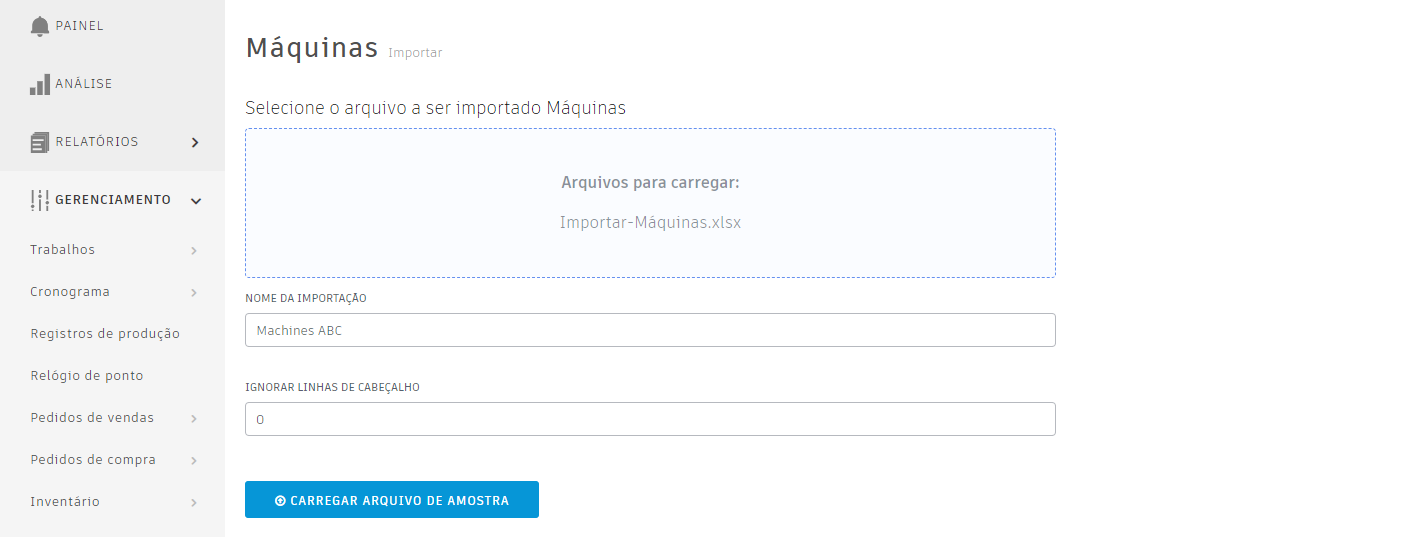 PAINEL
ANÁLISE
RELATÓRIOS
GERENCIAMENTO
Trabalhos
Cronograma
Registros de produção
Relógio de ponto
Pedidos de vendas
Pedidos de compra
Inventário
Máquinas Importar
Selecione o arquivo a ser importado Máquinas
Arquivos para carregar:
Importar-Máquinas.xlsx
NOME DA IMPORTAÇÃO
Machines ABC
IGNORAR LINHAS DE CABEÇALHO
0
CARREGAR ARQUIVO DE AMOSTRA